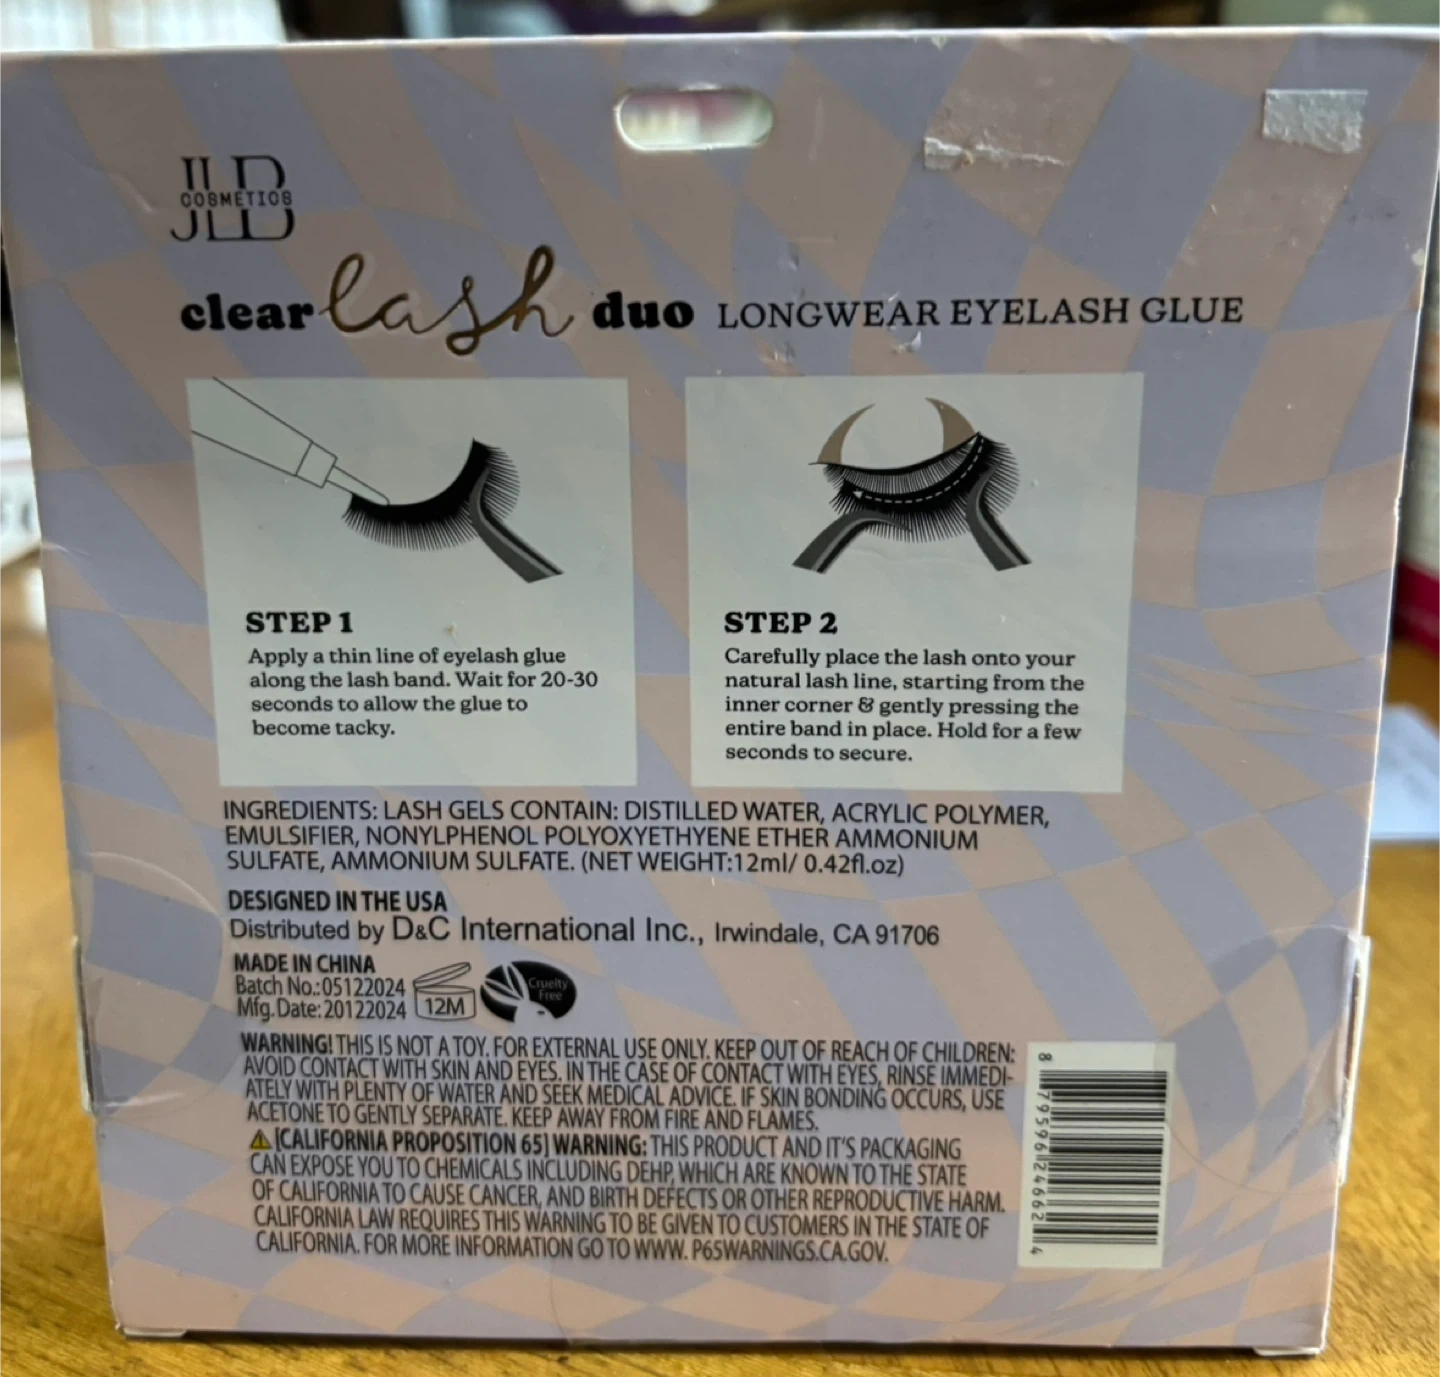 JLD
COSMETICS
clear lash duo LONGWEAR EYELASH GLUE
STEP 1
Apply a thin line of eyelash glue
along the lash band. Wait for 20-30
seconds to allow the glue to
become tacky.
STEP 2
Carefully place the lash onto your
natural lash line, starting from the
inner corner & gently pressing the
entire band in place. Hold for a few
seconds to secure.
INGREDIENTS: LASH GELS CONTAIN: DISTILLED WATER, ACRYLIC POLYMER,
EMULSIFIER, NONYLPHENOL POLYOXYETHYENE ETHER AMMONIUM
SULFATE, AMMONIUM SULFATE. (NET WEIGHT:12ml/ 0.42fl.oz)
DESIGNED IN THE USA
Distributed by D&C International Inc., Irwindale, CA 91706
MADE IN CHINA
Batch No.:05122024
Mfg.Date:20122024
12M
Cruelty
Free
WARNING! THIS IS NOT A TOY. FOR EXTERNAL USE ONLY. KEEP OUT OF REACH OF CHILDREN:
AVOID CONTACT WITH SKIN AND EYES. IN THE CASE OF CONTACT WITH EYES, RINSE IMMEDI-
ATELY WITH PLENTY OF WATER AND SEEK MEDICAL ADVICE. IF SKIN BONDING OCCURS, USE
ACETONE TO GENTLY SEPARATE. KEEP AWAY FROM FIRE AND FLAMES.
⚠ [CALIFORNIA PROPOSITION 65] WARNING: THIS PRODUCT AND IT'S PACKAGING
CAN EXPOSE YOU TO CHEMICALS INCLUDING DEHP, WHICH ARE KNOWN TO THE STATE
OF CALIFORNIA TO CAUSE CANCER, AND BIRTH DEFECTS OR OTHER REPRODUCTIVE HARM.
CALIFORNIA LAW REQUIRES THIS WARNING TO BE GIVEN TO CUSTOMERS IN THE STATE OF
CALIFORNIA. FOR MORE INFORMATION GO TO WWW. P65WARNINGS.CA.GOV.
8 79596 24662 4